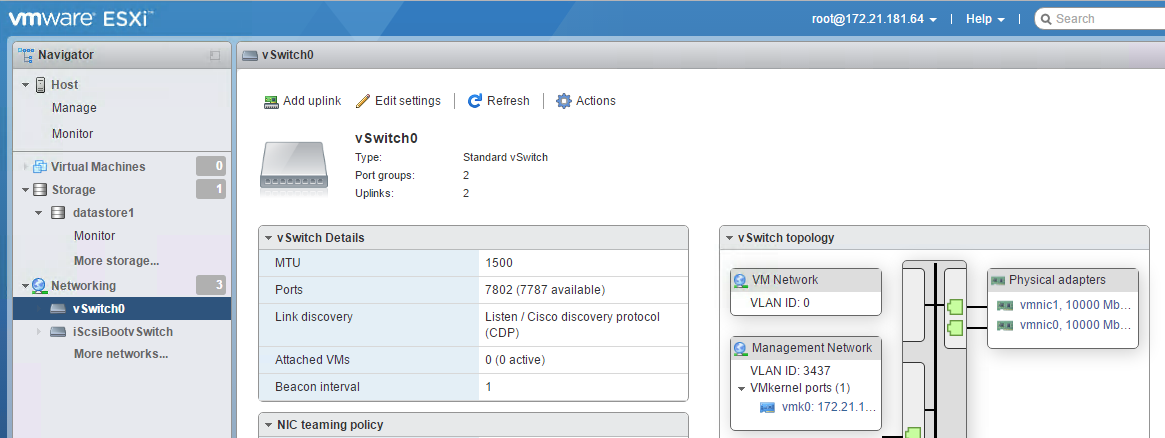 vmware ESXi™
root@172.21.181.64
Help
Search
Navigator
Host
Manage
Monitor
Virtual Machines 0
Storage 1
datastore1
Monitor
More storage...
Networking 3
vSwitch0
iScsiBootvSwitch
More networks...
vSwitch0
Add uplink
Edit settings
Refresh
Actions
vSwitch0
Type: Standard vSwitch
Port groups: 2
Uplinks: 2
vSwitch Details
MTU 1500
Ports 7802 (7787 available)
Link discovery Listen / Cisco discovery protocol
(CDP)
Attached VMs 0 (0 active)
Beacon interval 1
NIC teaming policy
vSwitch topology
VM Network
VLAN ID: 0
Management Network
VLAN ID: 3437
VMkernel ports (1)
vmk0: 172.21.1...
Physical adapters
vmnic1, 10000 Mb...
vmnic0, 10000 Mb...